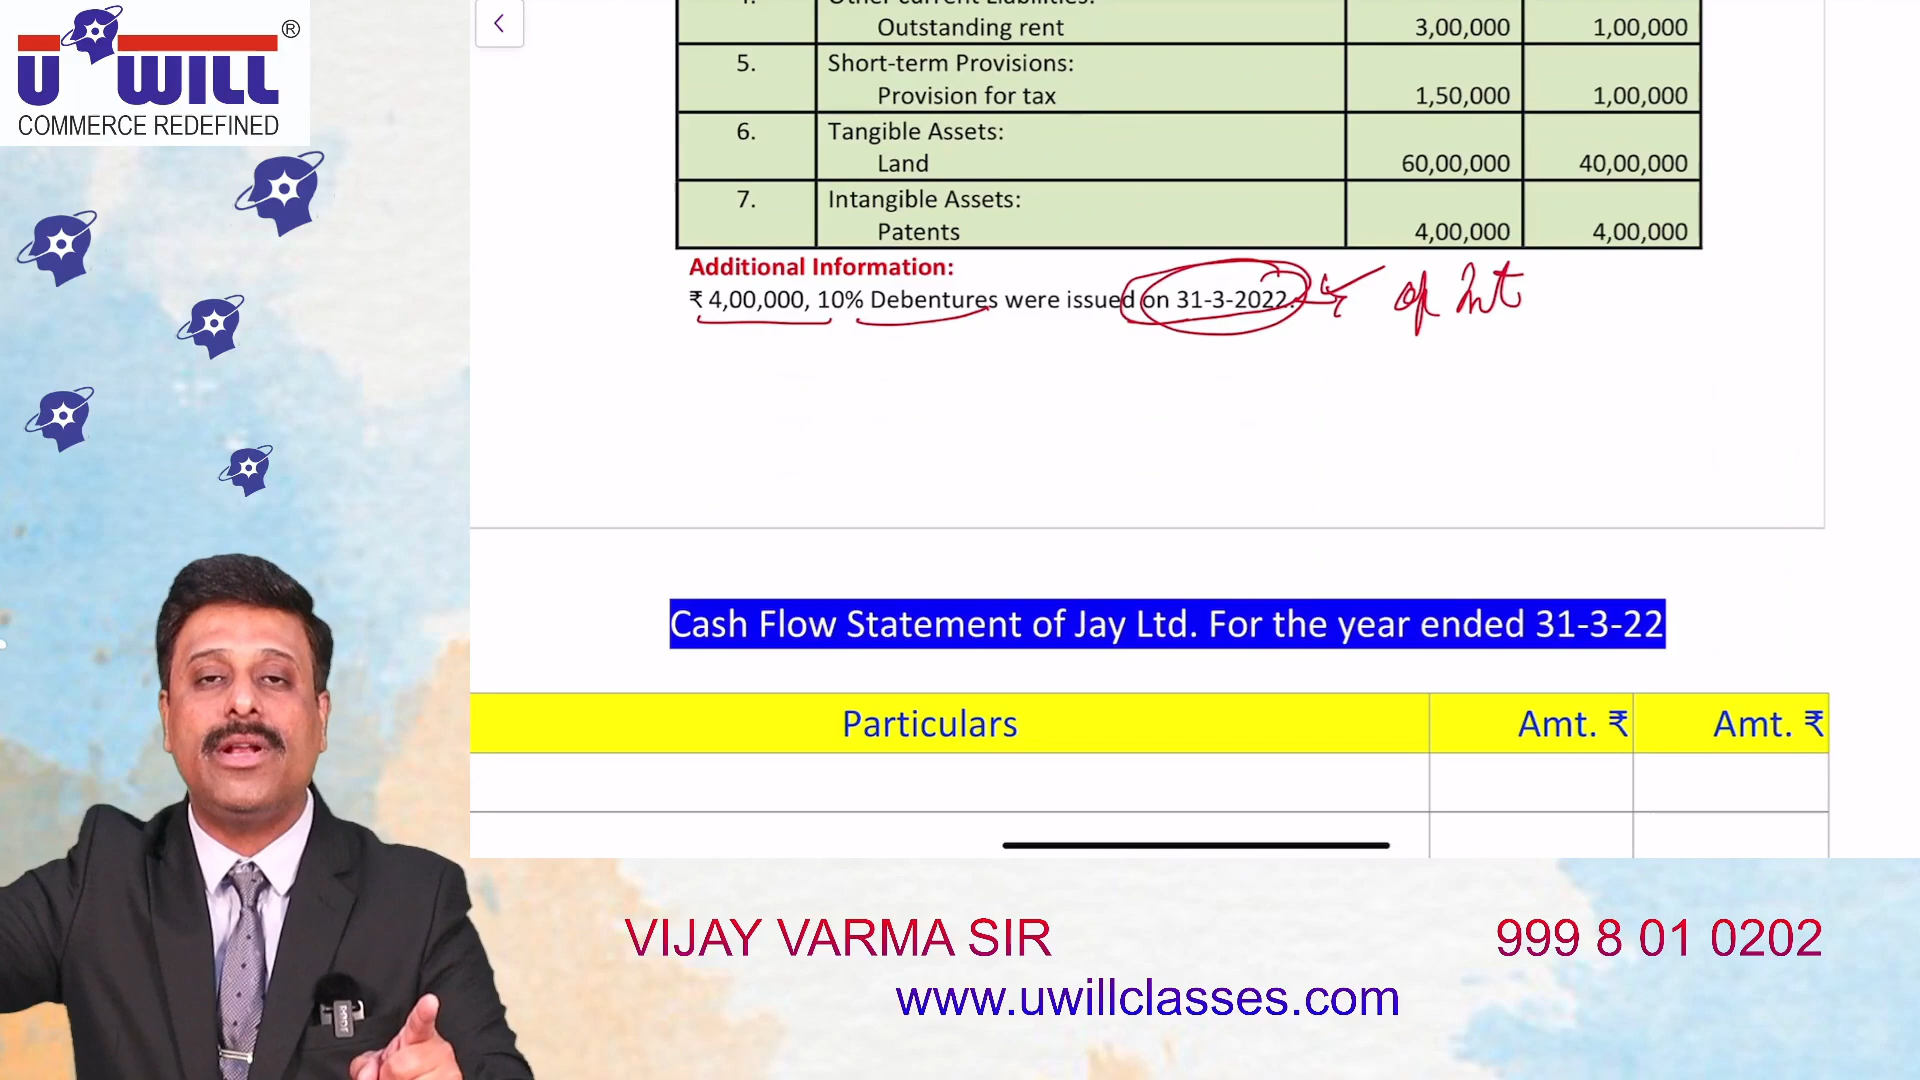 U WILL ®
COMMERCE REDEFINED
Other current Liabilities:
Outstanding rent 3,00,000 1,00,000
5. Short-term Provisions:
Provision for tax 1,50,000 1,00,000
6. Tangible Assets:
Land 60,00,000 40,00,000
7. Intangible Assets:
Patents 4,00,000 4,00,000
Additional Information:
₹ 4,00,000, 10% Debentures were issued on 31-3-2022. op Int
Cash Flow Statement of Jay Ltd. For the year ended 31-3-22
Particulars Amt. ₹ Amt. ₹
VIJAY VARMA SIR 999 8 01 0202
www.uwillclasses.com